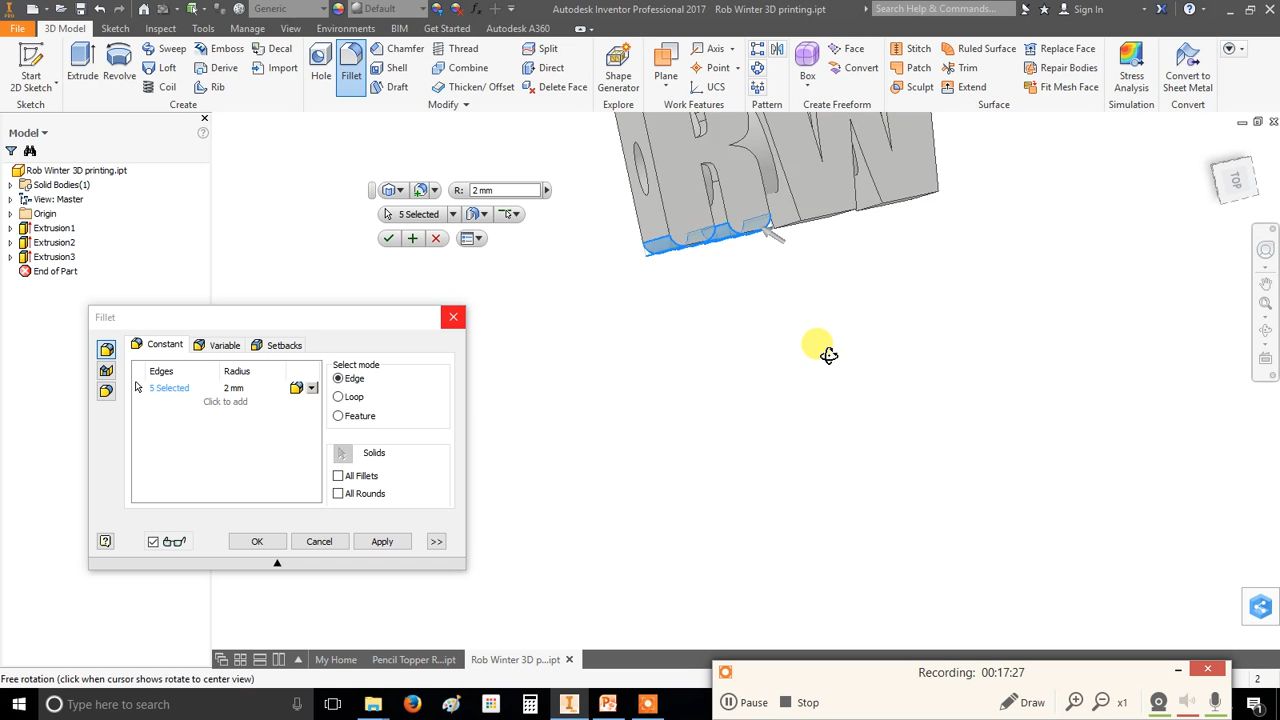 Generic
Default
Autodesk Inventor Professional 2017 Rob Winter 3D printing.ipt
Search Help & Commands...
Sign In
File 3D Model Sketch Inspect Tools Manage View Environments BIM Get Started Autodesk A360
Start 2D Sketch
Extrude
Revolve
Sweep
Loft
Coil
Emboss
Derive
Rib
Decal
Import
Hole
Fillet
Chamfer
Shell
Draft
Thread
Combine
Thicken/ Offset
Split
Direct
Delete Face
Shape Generator
Plane
Axis
Point
UCS
Box
Face
Convert
Stitch
Patch
Sculpt
Ruled Surface
Trim
Extend
Replace Face
Repair Bodies
Fit Mesh Face
Stress Analysis
Convert to Sheet Metal
Sketch Create Modify Explore Work Features Pattern Create Freeform Surface Simulation Convert
Model
Rob Winter 3D printing.ipt
Solid Bodies(1)
View: Master
Origin
Extrusion1
Extrusion2
Extrusion3
End of Part
R: 2 mm
5 Selected
RW
TOP
Fillet
Constant Variable Setbacks
Edges Radius
5 Selected 2 mm
Click to add
Select mode
Edge
Loop
Feature
Solids
All Fillets
All Rounds
OK Cancel Apply >>
My Home Pencil Topper R...ipt Rob Winter 3D p...ipt
Free rotation (click when cursor shows rotate to center view)
2
Recording: 00:17:27
Pause Stop Draw x1
Type here to search